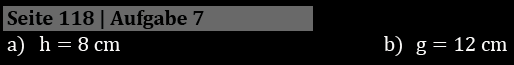 Seite 118 | Aufgabe 7
a) h = 8 cm b) g = 12 cm